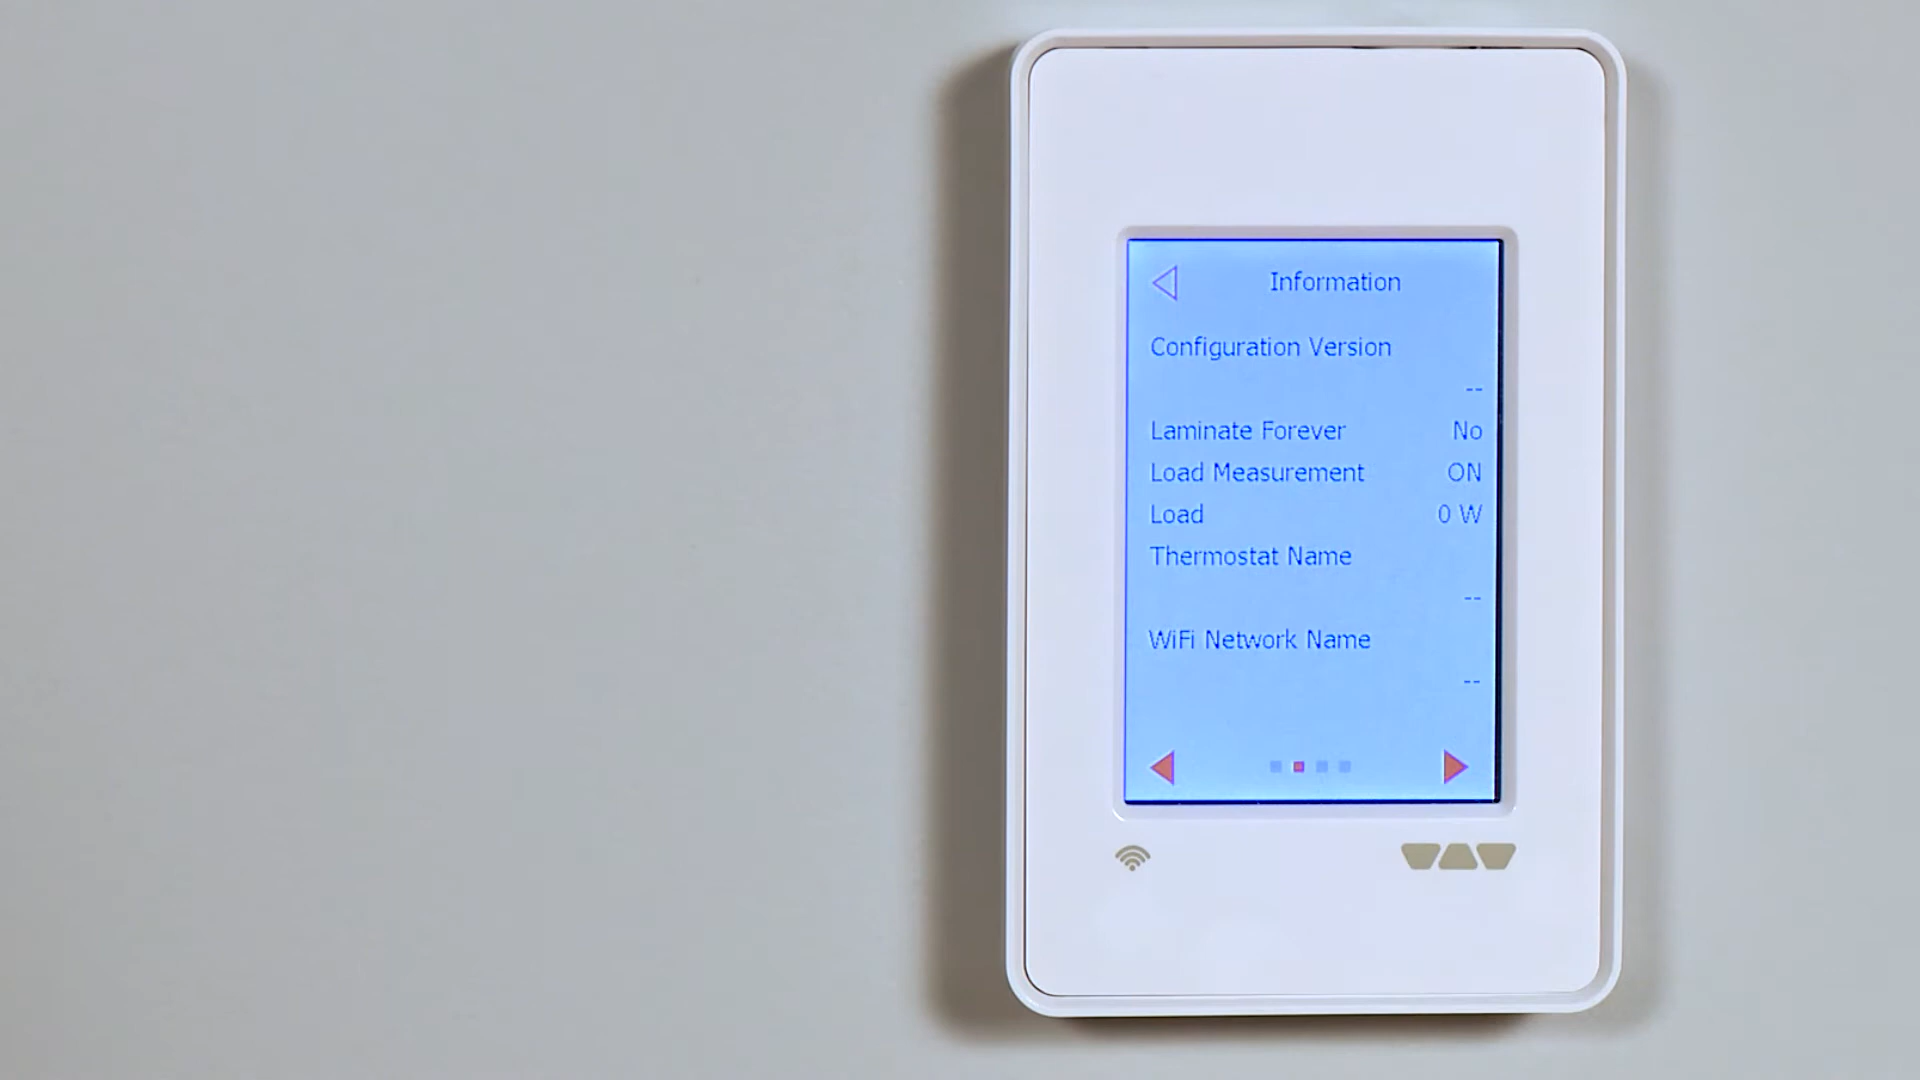 Information
Configuration Version
--
Laminate Forever No
Load Measurement ON
Load 0 W
Thermostat Name
--
WiFi Network Name
--